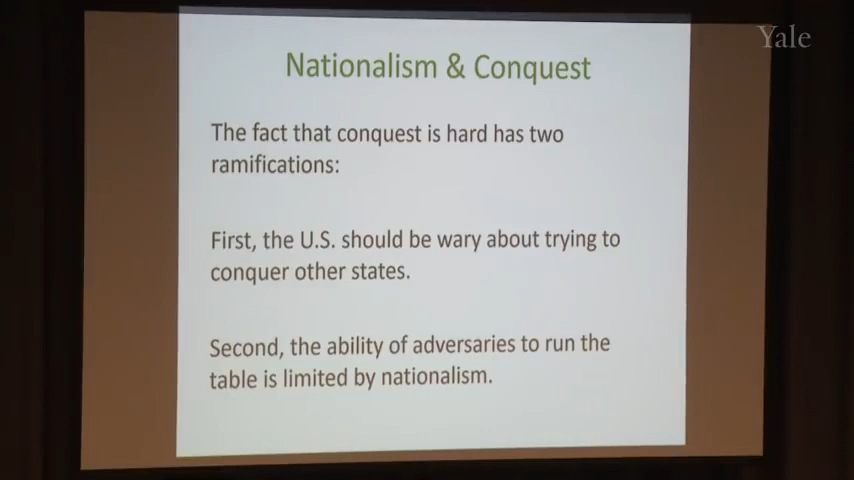 Yale
Nationalism & Conquest
The fact that conquest is hard has two
ramifications:
First, the U.S. should be wary about trying to
conquer other states.
Second, the ability of adversaries to run the
table is limited by nationalism.